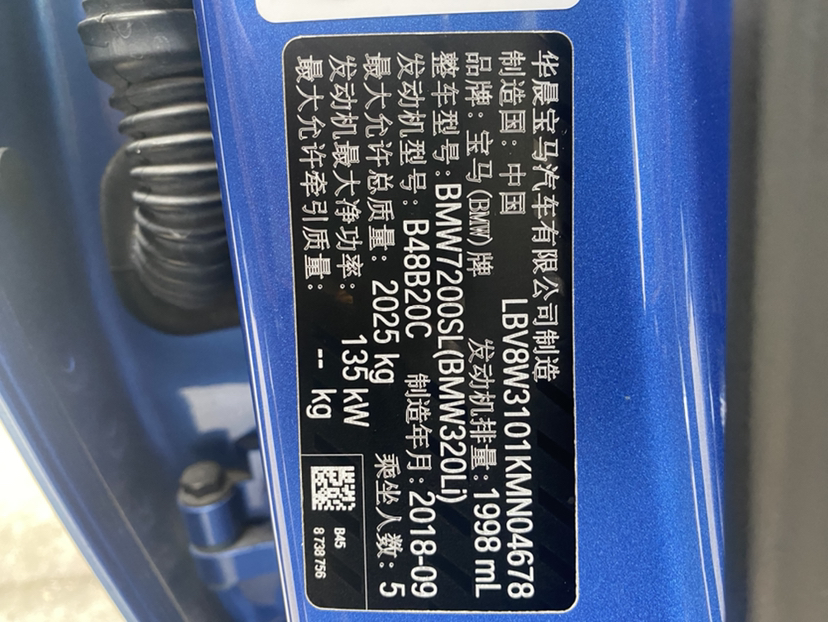 华晨宝马汽车有限公司制造
制造国：中国 LBV8W3101KMN04678
品牌：宝马(BMW)牌 发动机排量：1998 mL
整车型号：BMW7200SL(BMW320Li)
发动机型号：B48B20C 制造年月：2018-09
最大允许总质量：2025 kg 乘坐人数：5
发动机最大净功率：135 kW
最大允许牵引质量：-- kg
B45
8 738 756